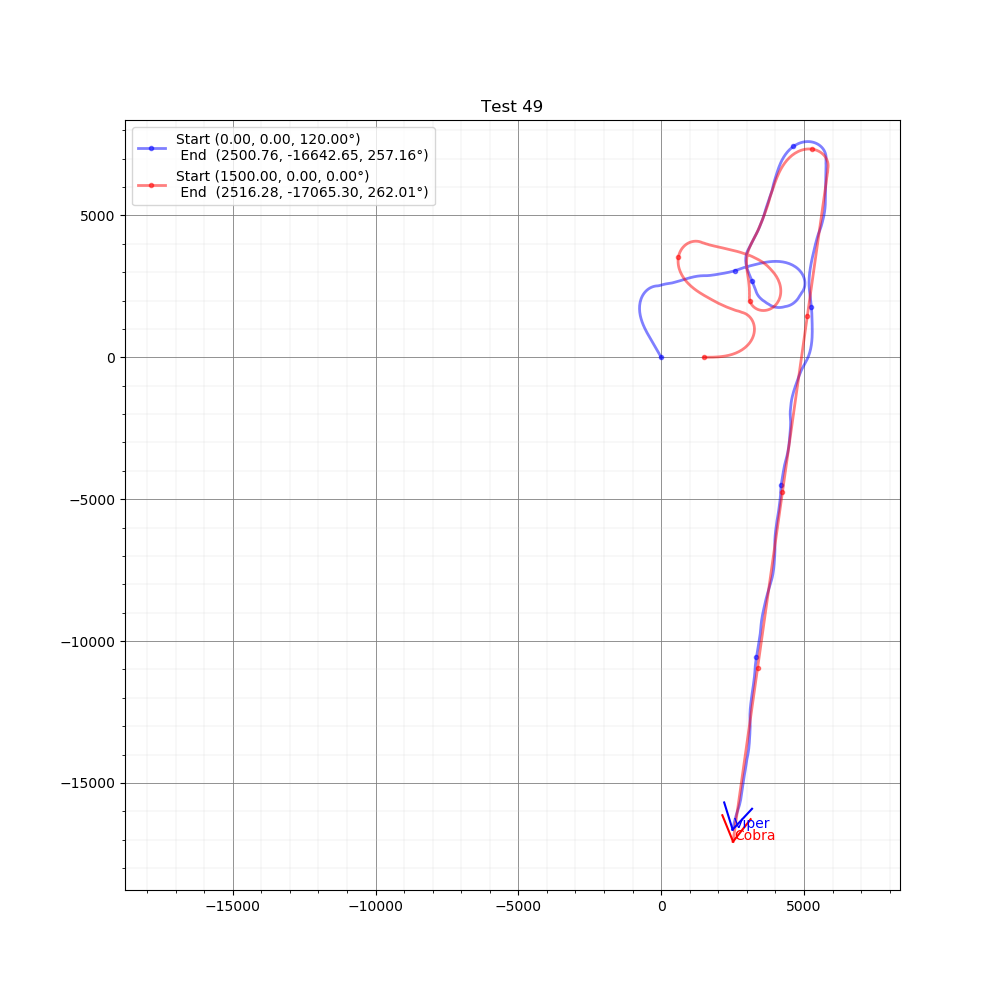 Test 49
Start (0.00, 0.00, 120.00°)
End  (2500.76, -16642.65, 257.16°)
Start (1500.00, 0.00, 0.00°)
End  (2516.28, -17065.30, 262.01°)
5000
0
−5000
−10000
−15000
Viper
Cobra
−15000 −10000 −5000 0 5000